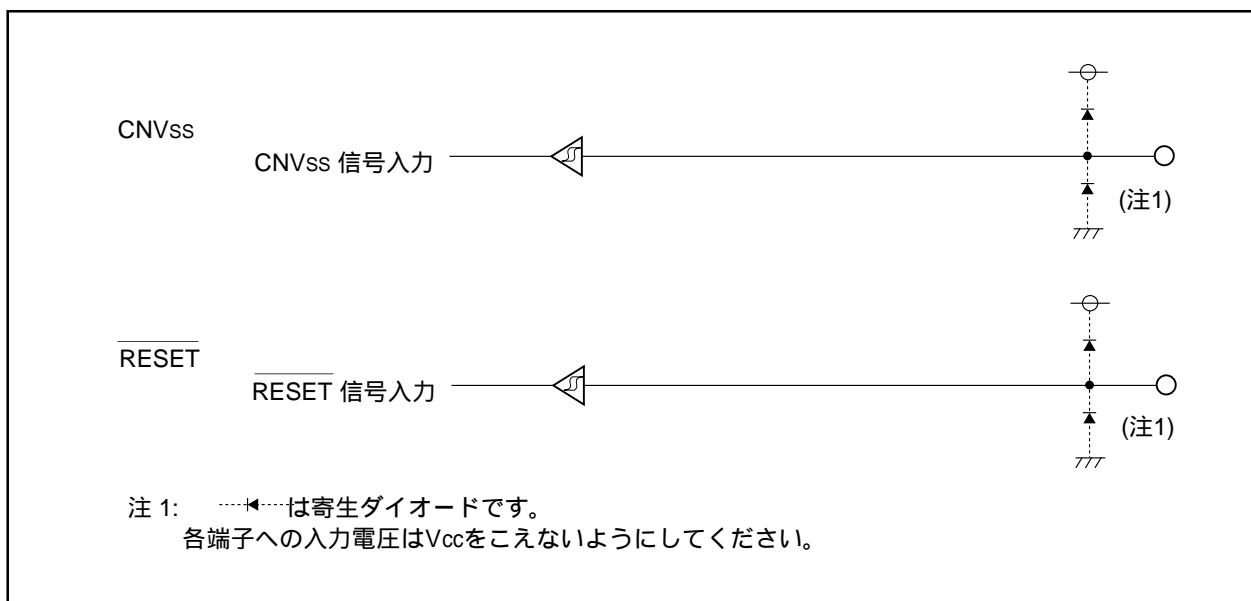 CNVss
CNVss 信号入力
(注1)
RESET
RESET 信号入力
(注1)
注 1: は寄生ダイオードです。
各端子への入力電圧はVccをこえないようにしてください。